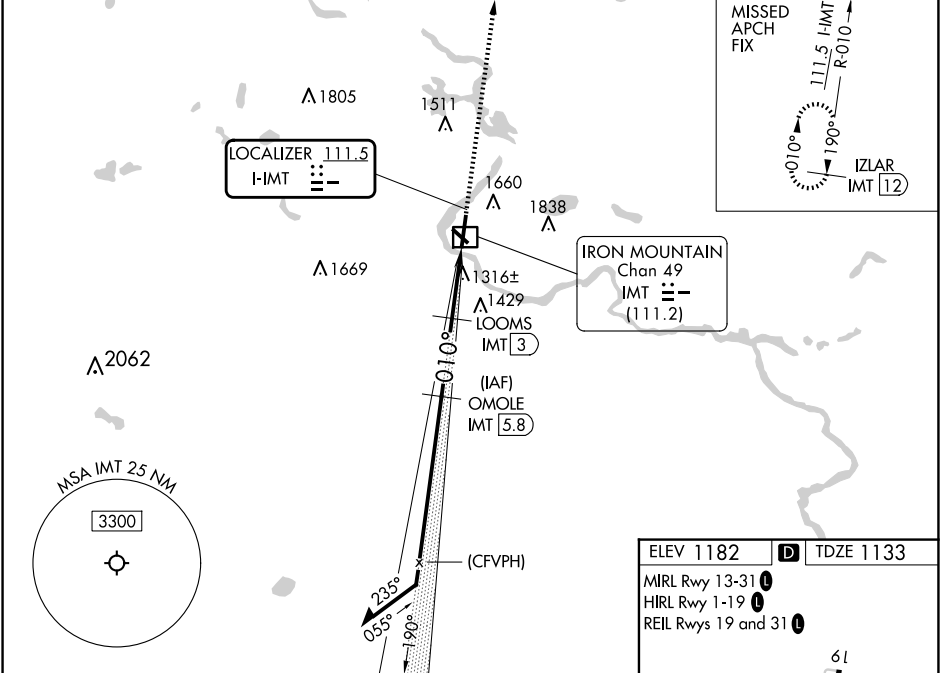 MISSED
APCH
FIX
111.5 I-IMT
R-010
010°
190°
IZLAR
IMT 12
1805
1511
LOCALIZER 111.5
I-IMT
1660
1838
1669
IRON MOUNTAIN
Chan 49
IMT
(111.2)
1316±
1429
LOOMS
IMT 3
010°
2062
(IAF)
OMOLE
IMT 5.8
MSA IMT 25 NM
3300
(CFVPH)
235°
055°
190°
ELEV 1182 D TDZE 1133
MIRL Rwy 13-31 L
HIRL Rwy 1-19 L
REIL Rwys 19 and 31 L
19